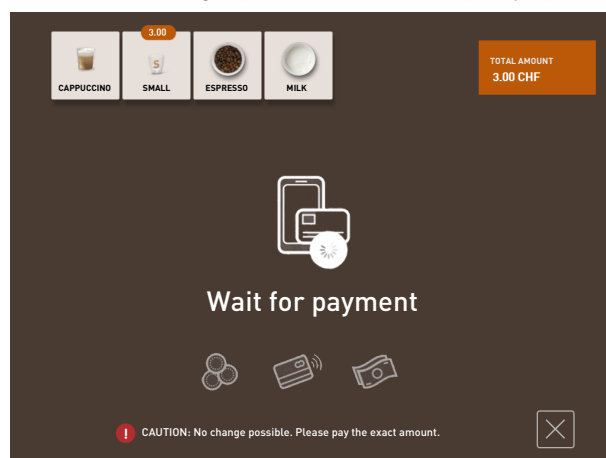 3.00
CAPPUCCINO
S
SMALL
ESPRESSO
MILK
TOTAL AMOUNT
3.00 CHF
Wait for payment
! CAUTION: No change possible. Please pay the exact amount.